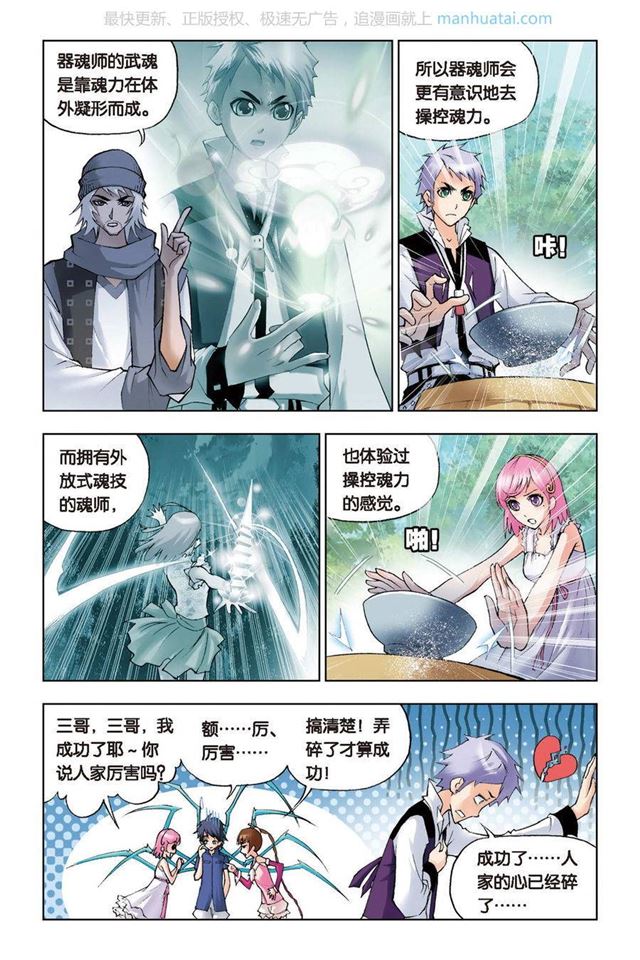 最快更新、正版授权、极速无广告，追漫画就上 manhuatai.com
器魂师的武魂
是靠魂力在体
外凝形而成。
所以器魂师会
更有意识地去
操控魂力。
咔！
而拥有外
放式魂技
的魂师，
也体验过
操控魂力
的感觉。
啪！
三哥，三哥，我
成功了耶～你
说人家厉害吗？
额……厉、
厉害……
搞清楚！弄
碎了才算成
功！
成功了……人
家的心已经碎
了……